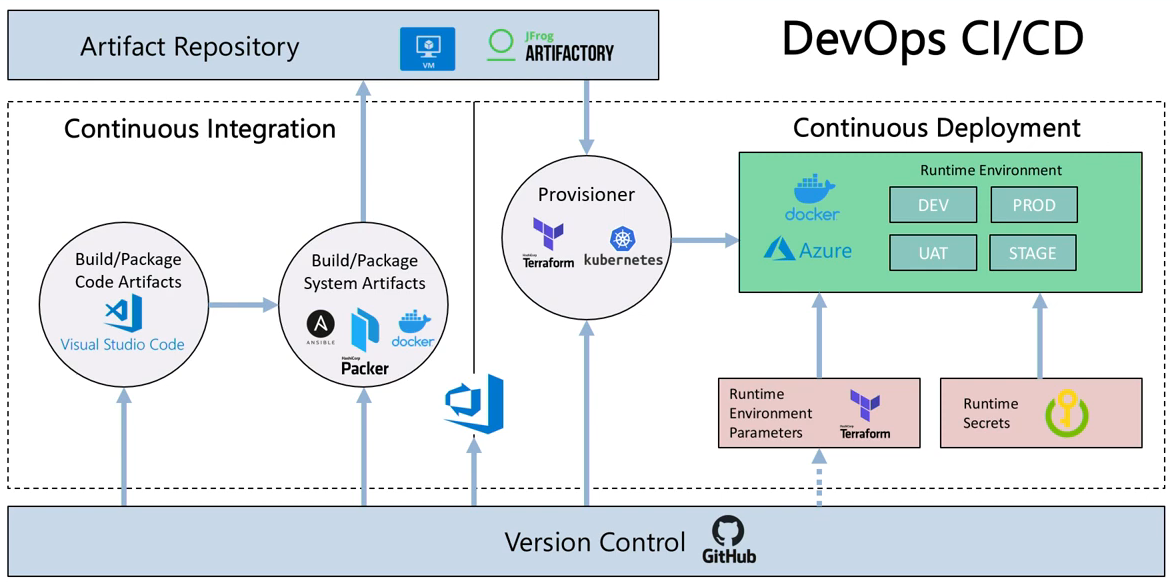 DevOps CI/CD
Artifact Repository
VM
JFrog
ARTIFACTORY
Continuous Integration
Continuous Deployment
Build/Package
Code Artifacts
Visual Studio Code
Build/Package
System Artifacts
ANSIBLE
HashiCorp
Packer
docker
Provisioner
HashiCorp
Terraform
kubernetes
Runtime Environment
docker
Azure
DEV
PROD
UAT
STAGE
Runtime
Environment
Parameters
HashiCorp
Terraform
Runtime
Secrets
Version Control
GitHub